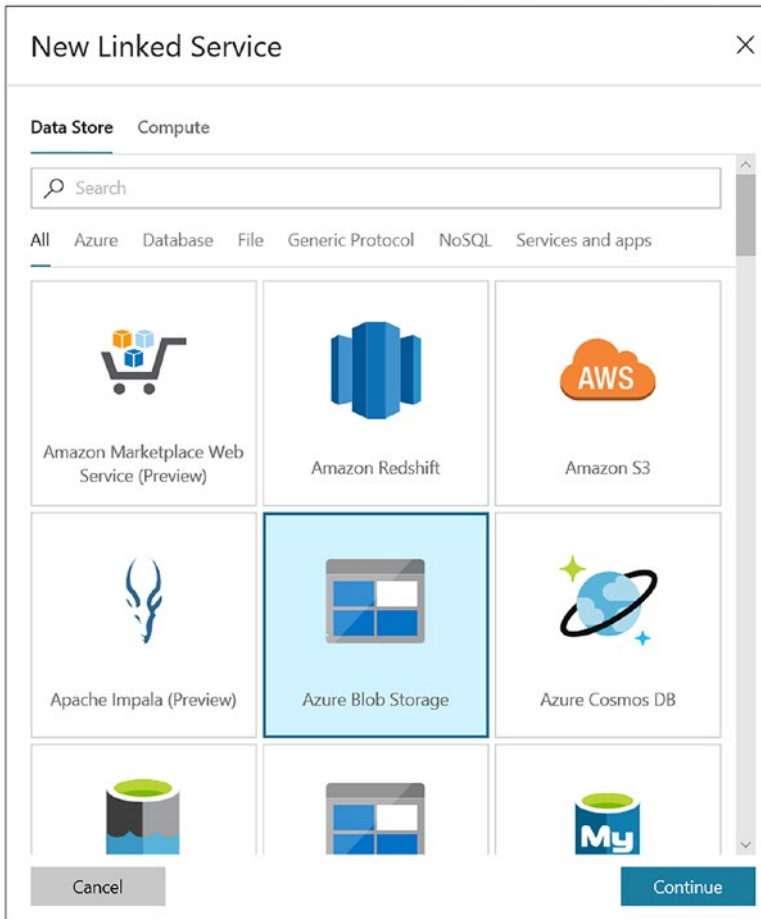 New Linked Service
Data Store Compute
Search
All Azure Database File Generic Protocol NoSQL Services and apps
AWS
Amazon Marketplace Web
Service (Preview)
Amazon Redshift
Amazon S3
Apache Impala (Preview)
Azure Blob Storage
Azure Cosmos DB
My
Cancel
Continue